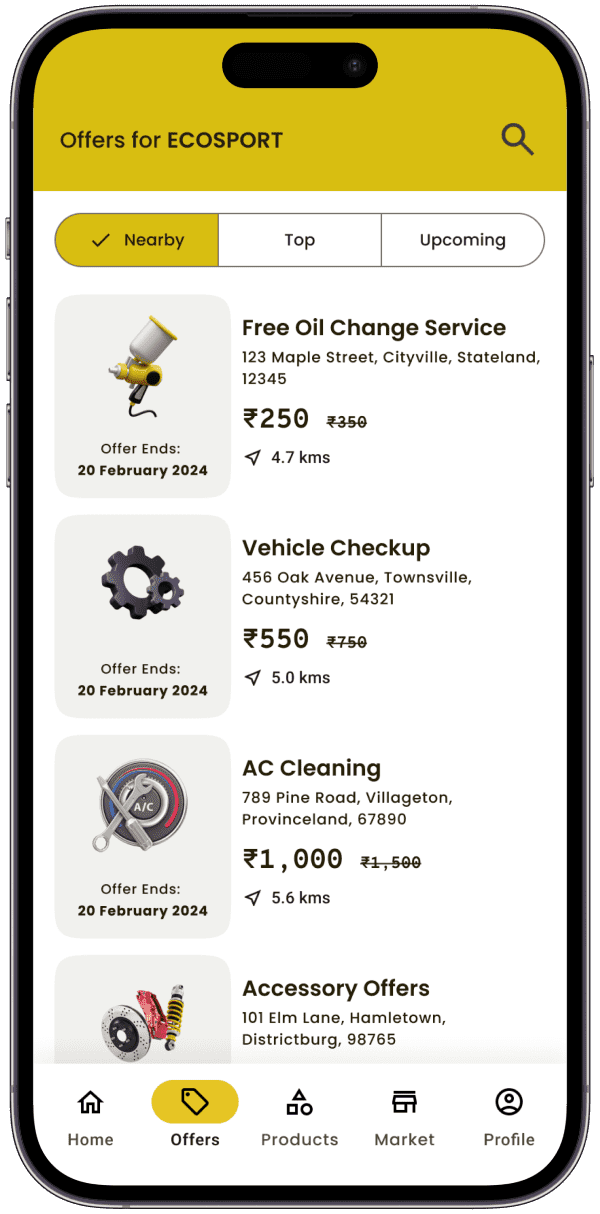 Offers for ECOSPORT
Nearby
Top
Upcoming
Free Oil Change Service
123 Maple Street, Cityville, Stateland,
12345
₹250 ₹350
4.7 kms
Offer Ends:
20 February 2024
Vehicle Checkup
456 Oak Avenue, Townsville,
Countyshire, 54321
₹550 ₹750
5.0 kms
Offer Ends:
20 February 2024
A/C
AC Cleaning
789 Pine Road, Villageton,
Provinceland, 67890
₹1,000 ₹1,500
5.6 kms
Offer Ends:
20 February 2024
Accessory Offers
101 Elm Lane, Hamletown,
Districtburg, 98765
Home
Offers
Products
Market
Profile